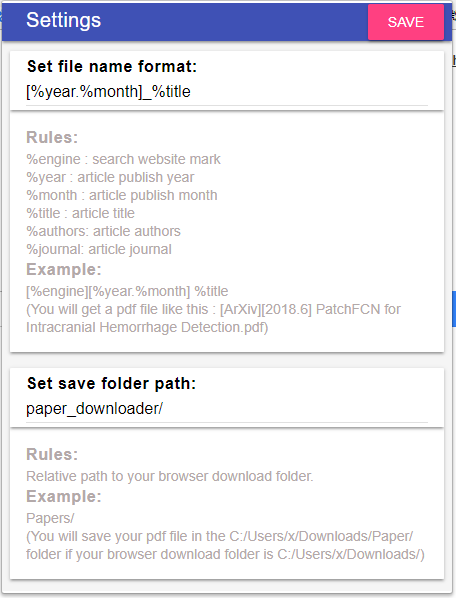 Settings
SAVE
Set file name format:
[%year.%month]_%title
Rules:
%engine : search website mark
%year : article publish year
%month : article publish month
%title : article title
%authors: article authors
%journal: article journal
Example:
[%engine][%year.%month] %title
(You will get a pdf file like this : [ArXiv][2018.6] PatchFCN for
Intracranial Hemorrhage Detection.pdf)
Set save folder path:
paper_downloader/
Rules:
Relative path to your browser download folder.
Example:
Papers/
(You will save your pdf file in the C:/Users/x/Downloads/Paper/
folder if your browser download folder is C:/Users/x/Downloads/)